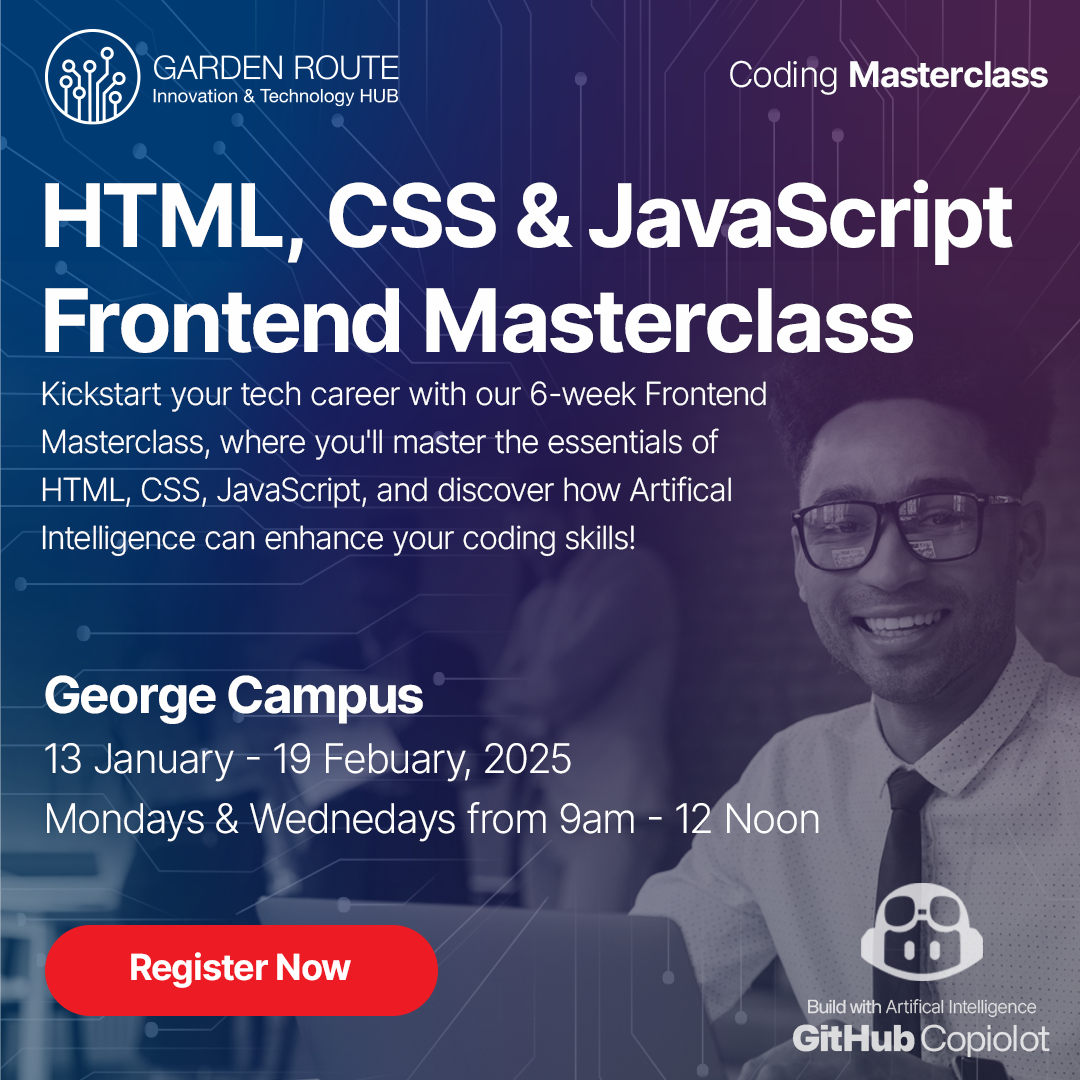 GARDEN ROUTE
Innovation & Technology HUB
Coding Masterclass
HTML, CSS & JavaScript
Frontend Masterclass
Kickstart your tech career with our 6-week Frontend
Masterclass, where you'll master the essentials of
HTML, CSS, JavaScript, and discover how Artifical
Intelligence can enhance your coding skills!
George Campus
13 January - 19 Febuary, 2025
Mondays & Wednedays from 9am - 12 Noon
Register Now
Build with Artifical Intelligence
GitHub Copiolot